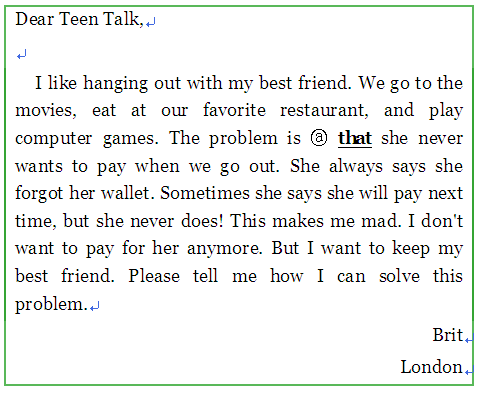 Dear Teen Talk,
I like hanging out with my best friend. We go to the
movies, eat at our favorite restaurant, and play
computer games. The problem is ⓐ that she never
wants to pay when we go out. She always says she
forgot her wallet. Sometimes she says she will pay next
time, but she never does! This makes me mad. I don't
want to pay for her anymore. But I want to keep my
best friend. Please tell me how I can solve this
problem.
Brit
London